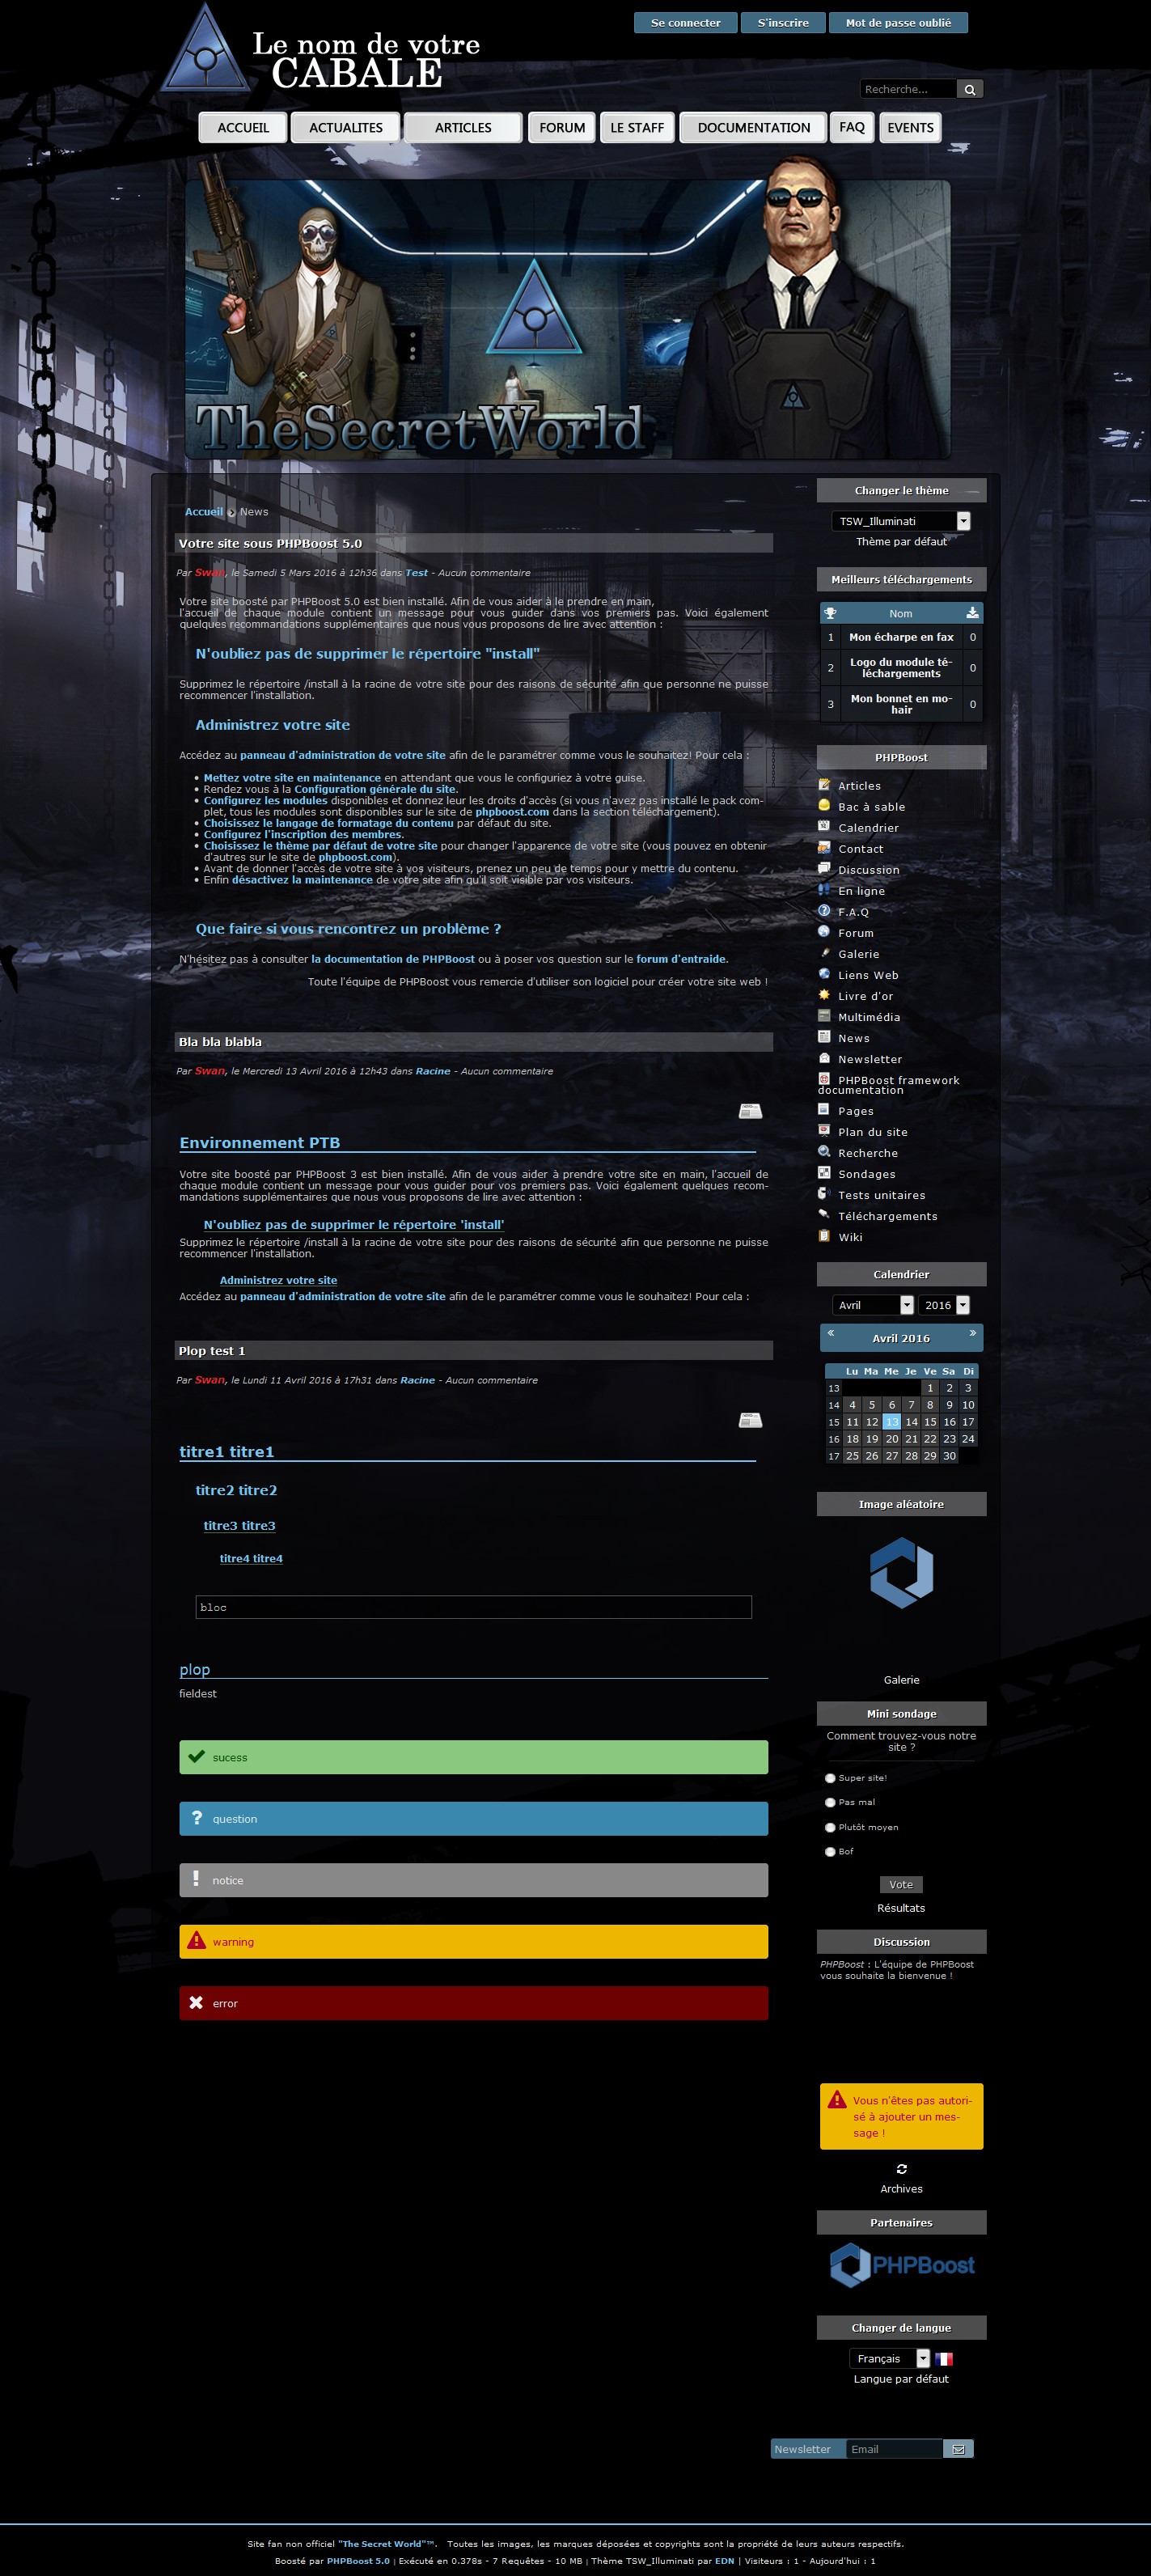 Le nom de votre
CABALE
Se connecter
S'inscrire
Mot de passe oublié
Recherche...
ACCUEIL
ACTUALITES
ARTICLES
FORUM
LE STAFF
DOCUMENTATION
FAQ
EVENTS
TheSecretWorld
Accueil News
Votre site sous PHPBoost 5.0
Par Swan, le Samedi 5 Mars 2016 à 12h36 dans Test - Aucun commentaire
Votre site boosté par PHPBoost 5.0 est bien installé. Afin de vous aider à le prendre en main,
l'accueil de chaque module contient un message pour vous guider dans vos premiers pas. Voici également
quelques recommandations supplémentaires que nous vous proposons de lire avec attention :
N'oubliez pas de supprimer le répertoire "install"
Supprimez le répertoire /install à la racine de votre site pour des raisons de sécurité afin que personne ne puisse
recommencer l'installation.
Administrez votre site
Accédez au panneau d'administration de votre site afin de le paramétrer comme vous le souhaitez! Pour cela :
• Mettez votre site en maintenance en attendant que vous le configuriez à votre guise.
• Rendez vous à la Configuration générale du site.
• Configurez les modules disponibles et donnez leur les droits d'accès (si vous n'avez pas installé le pack com-
plet, tous les modules sont disponibles sur le site de phpboost.com dans la section téléchargement).
• Choisissez le langage de formatage du contenu par défaut du site.
• Configurez l'inscription des membres.
• Choisissez le thème par défaut de votre site pour changer l'apparence de votre site (vous pouvez en obtenir
d'autres sur le site de phpboost.com).
• Avant de donner l'accès de votre site à vos visiteurs, prenez un peu de temps pour y mettre du contenu.
• Enfin désactivez la maintenance de votre site afin qu'il soit visible par vos visiteurs.
Que faire si vous rencontrez un problème ?
N'hésitez pas à consulter la documentation de PHPBoost ou à poser vos question sur le forum d'entraide.
Toute l'équipe de PHPBoost vous remercie d'utiliser son logiciel pour créer votre site web !
Bla bla blabla
Par Swan, le Mercredi 13 Avril 2016 à 12h43 dans Racine - Aucun commentaire
Environnement PTB
Votre site boosté par PHPBoost 3 est bien installé. Afin de vous aider à prendre votre site en main, l'accueil de
chaque module contient un message pour vous guider pour vos premiers pas. Voici également quelques recom-
mandations supplémentaires que nous vous proposons de lire avec attention :
N'oubliez pas de supprimer le répertoire 'install'
Supprimez le répertoire /install à la racine de votre site pour des raisons de sécurité afin que personne ne puisse
recommencer l'installation.
Administrez votre site
Accédez au panneau d'administration de votre site afin de le paramétrer comme vous le souhaitez! Pour cela :
Plop test 1
Par Swan, le Lundi 11 Avril 2016 à 17h31 dans Racine - Aucun commentaire
titre1 titre1
titre2 titre2
titre3 titre3
titre4 titre4
bloc
plop
fieldest
sucess
question
notice
warning
error
Changer le thème
TSW_Illuminati
Thème par défaut
Meilleurs téléchargements
Nom
1 Mon écharpe en fax 0
2 Logo du module té-
léchargements 0
3 Mon bonnet en mo-
hair 0
PHPBoost
Articles
Bac à sable
Calendrier
Contact
Discussion
En ligne
F.A.Q
Forum
Galerie
Liens Web
Livre d'or
Multimédia
News
Newsletter
PHPBoost framework
documentation
Pages
Plan du site
Recherche
Sondages
Tests unitaires
Téléchargements
Wiki
Calendrier
Avril 2016
« Avril 2016 »
Lu Ma Me Je Ve Sa Di
13 1 2 3
14 4 5 6 7 8 9 10
15 11 12 13 14 15 16 17
16 18 19 20 21 22 23 24
17 25 26 27 28 29 30
Image aléatoire
Galerie
Mini sondage
Comment trouvez-vous notre
site ?
Super site!
Pas mal
Plutôt moyen
Bof
Vote
Résultats
Discussion
PHPBoost : L'équipe de PHPBoost
vous souhaite la bienvenue !
Vous n'êtes pas autori-
sé à ajouter un mes-
sage !
Archives
Partenaires
PHPBoost
Changer de langue
Français
Langue par défaut
Newsletter Email
Site fan non officiel "The Secret World"™. Toutes les images, les marques déposées et copyrights sont la propriété de leurs auteurs respectifs.
Boosté par PHPBoost 5.0 | Exécuté en 0.378s - 7 Requêtes - 10 MB | Thème TSW_Illuminati par EDN | Visiteurs : 1 - Aujourd'hui : 1